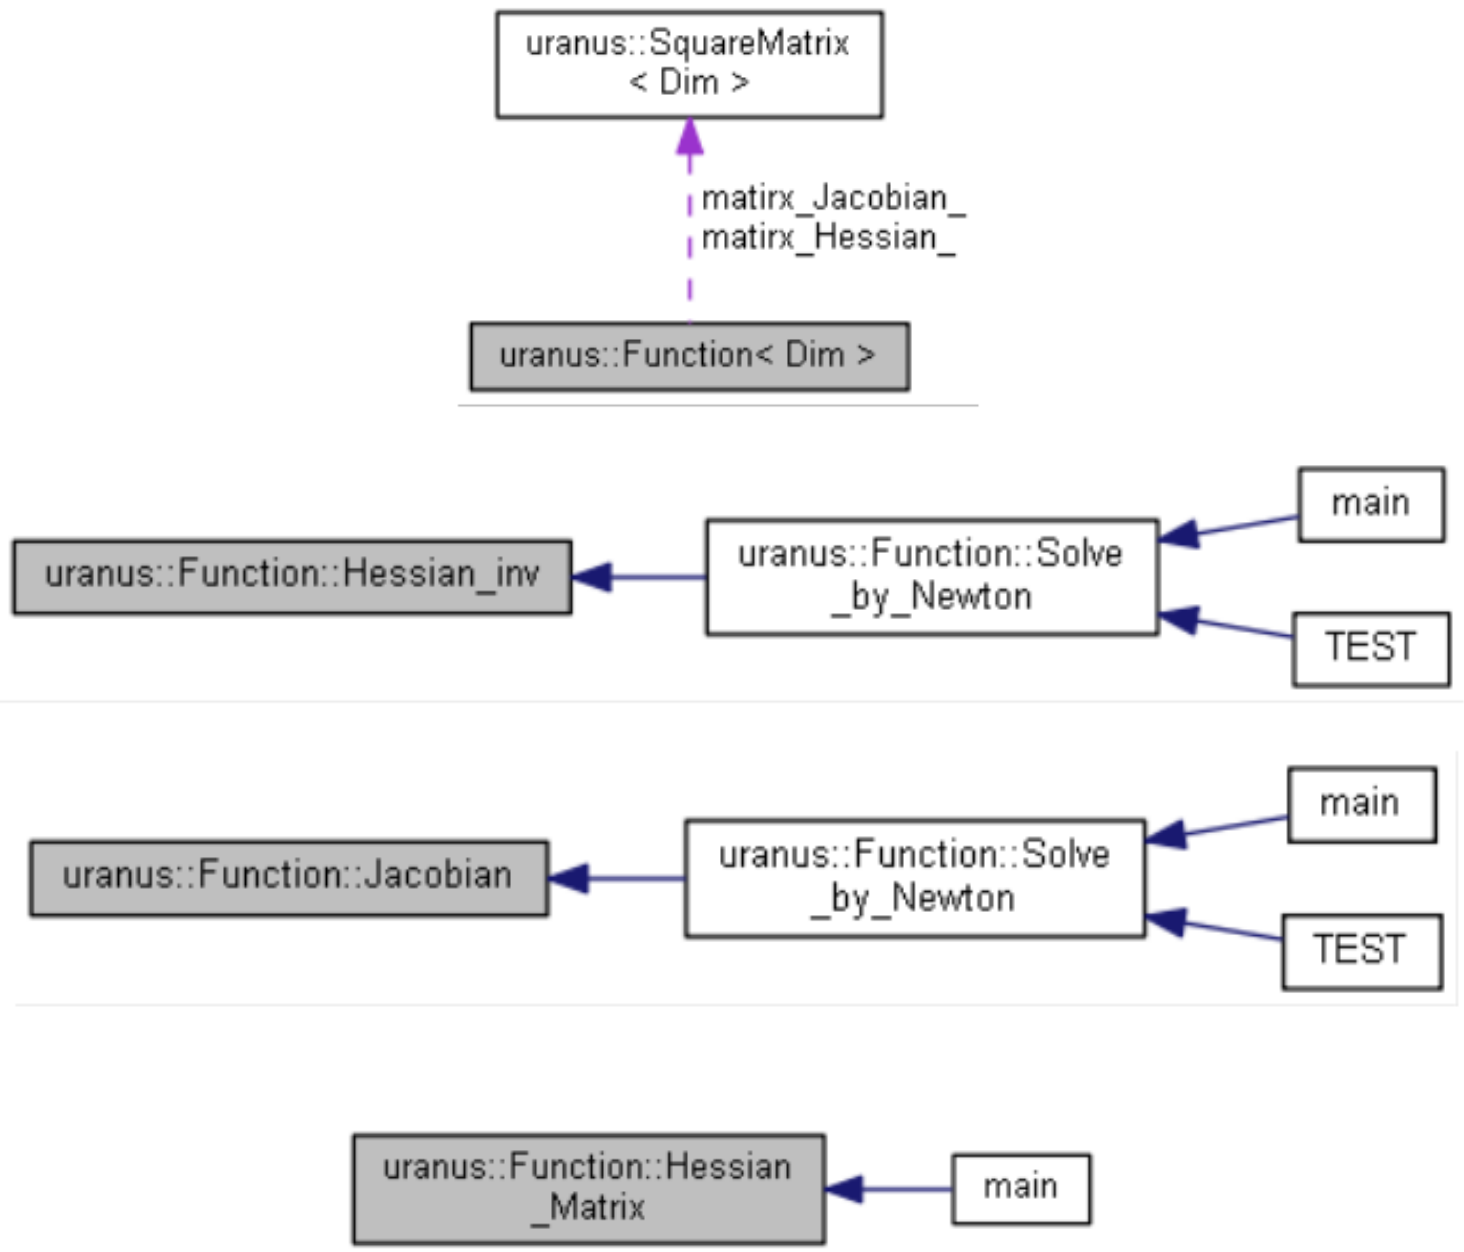 uranus::SquareMatrix
< Dim >
matirx_Jacobian_
matirx_Hessian_
uranus::Function< Dim >
main
uranus::Function::Hessian_inv
uranus::Function::Solve
_by_Newton
TEST
main
uranus::Function::Jacobian
uranus::Function::Solve
_by_Newton
TEST
uranus::Function::Hessian
_Matrix
main